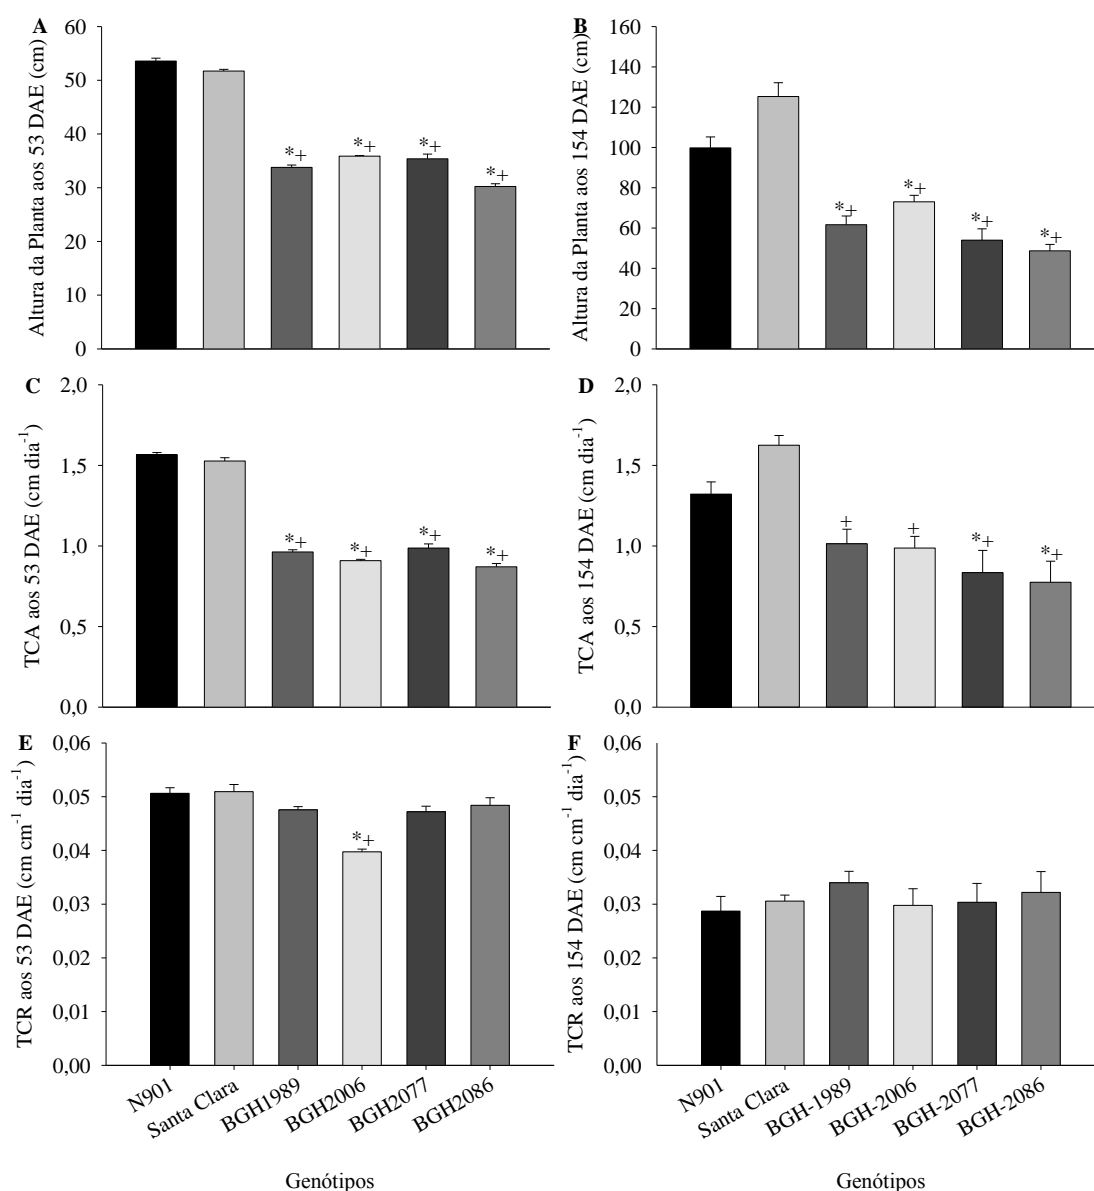 A
Altura da Planta aos 53 DAE (cm)
60
50
40
30
20
10
0
*+
*+
*+
*+
B
Altura da Planta aos 154 DAE (cm)
160
140
120
100
80
60
40
20
0
*+
*+
*+
*+
C
TCA aos 53 DAE (cm dia⁻¹)
2,0
1,5
1,0
0,5
0,0
*+
*+
*+
*+
D
TCA aos 154 DAE (cm dia⁻¹)
2,0
1,5
1,0
0,5
0,0
+
+
*+
*+
E
TCR aos 53 DAE (cm cm⁻¹ dia⁻¹)
0,06
0,05
0,04
0,03
0,02
0,01
0,00
*+
N901
Santa Clara
BGH1989
BGH2006
BGH2077
BGH2086
Genótipos
F
TCR aos 154 DAE (cm cm⁻¹ dia⁻¹)
0,06
0,05
0,04
0,03
0,02
0,01
0,00
N901
Santa Clara
BGH-1989
BGH-2006
BGH-2077
BGH-2086
Genótipos